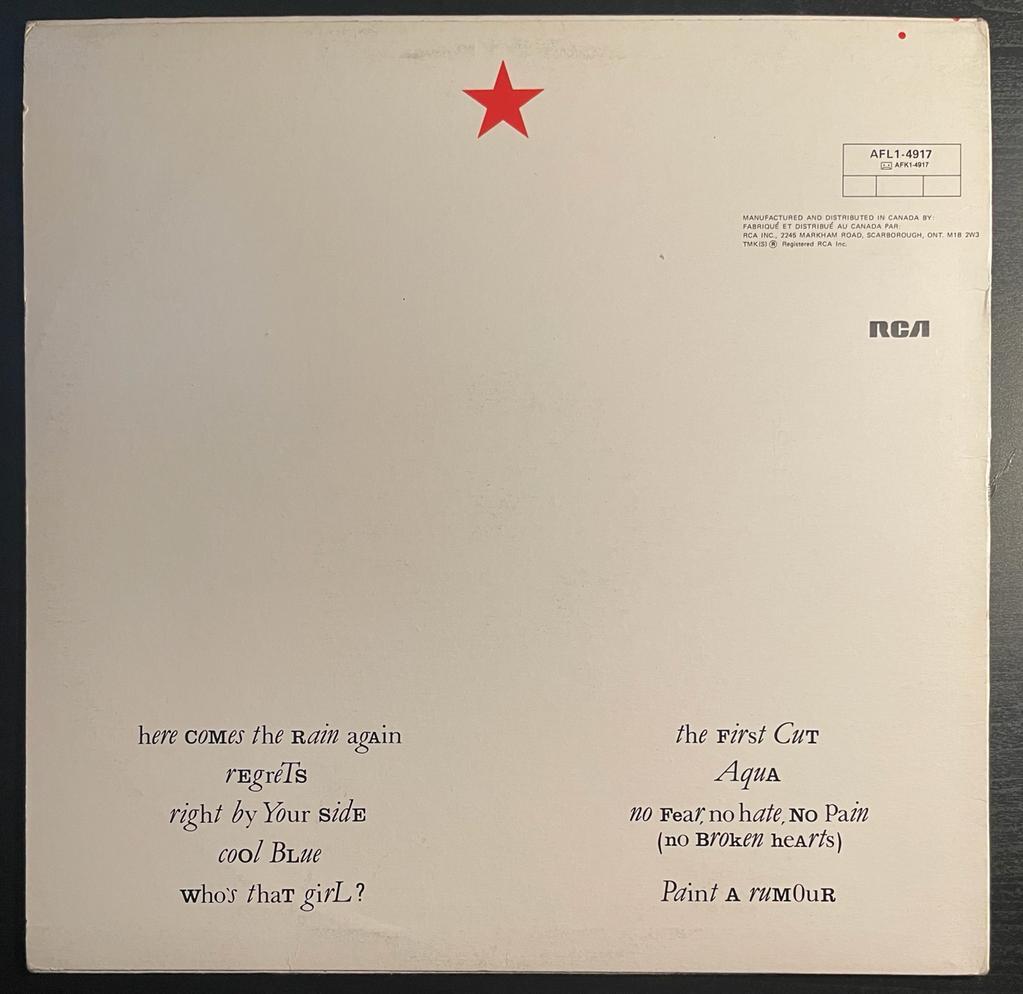 AFL1-4917
AFK1-4917
MANUFACTURED AND DISTRIBUTED IN CANADA BY:
FABRIQUÉ ET DISTRIBUÉ AU CANADA PAR:
RCA INC., 2245 MARKHAM ROAD, SCARBOROUGH, ONT. M1B 2W3
TMK(S) ® Registered RCA Inc.
RCA
here COMes the Rain agAin
rEgréTs
right by Your SidE
coOl BLue
Who's thaT girL?
the First CuT
AquA
no Fear, no hate, No Pain
(no Broken heArts)
Paint A ruMOuR